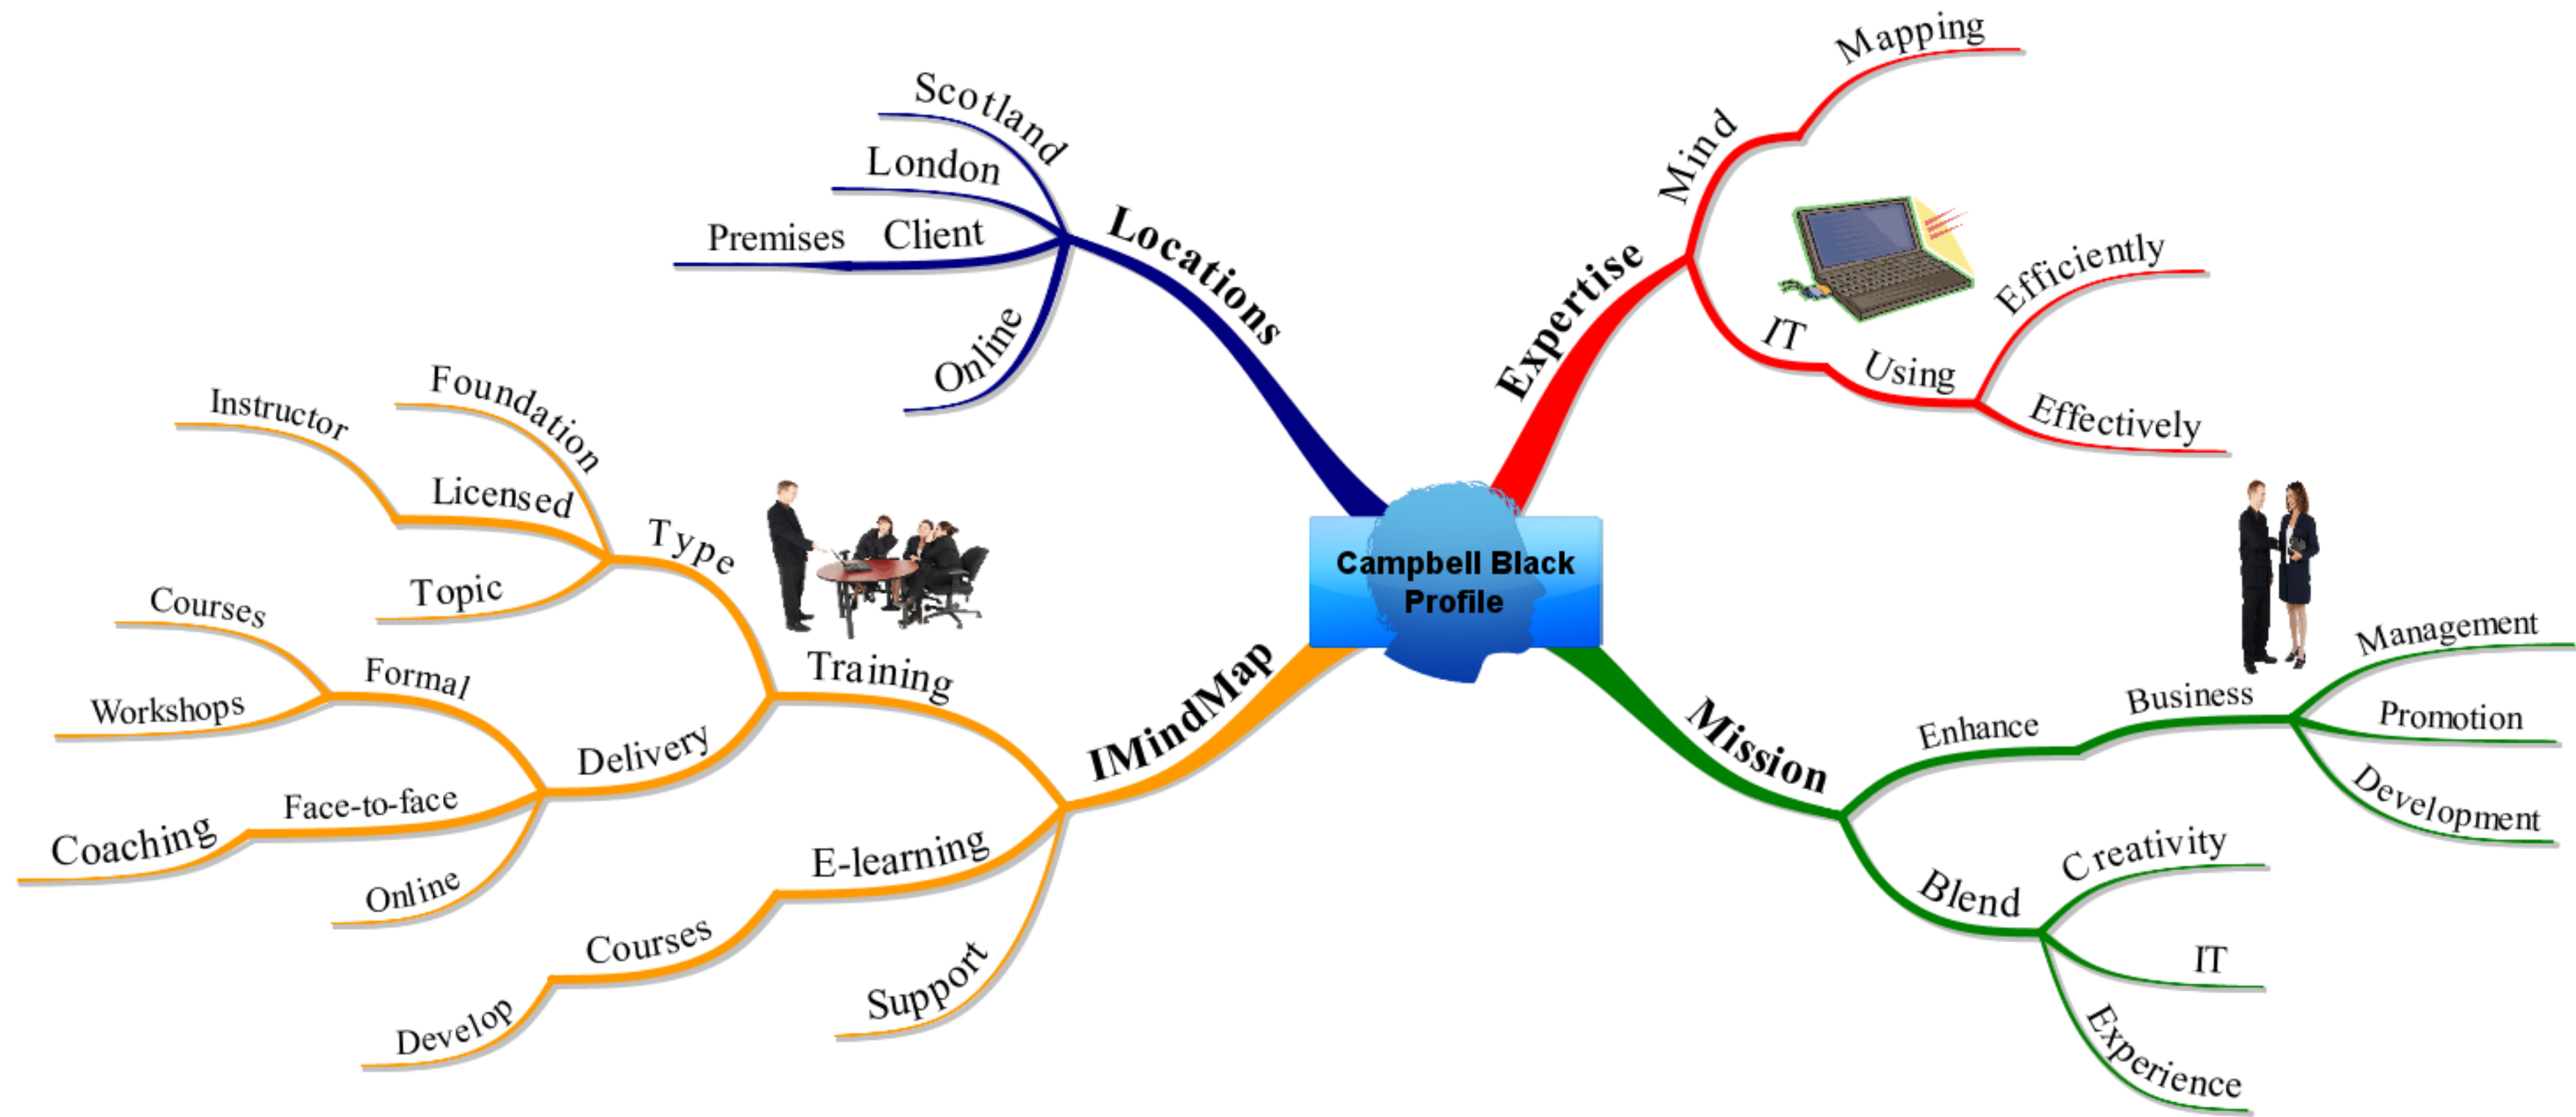 Campbell Black
Profile
Expertise
Mind
Mapping
IT
Using
Efficiently
Effectively
Mission
Enhance
Business
Management
Promotion
Development
Blend
Creativity
IT
Experience
IMindMap
Training
Type
Foundation
Licensed
Instructor
Topic
Delivery
Formal
Courses
Workshops
Face-to-face
Coaching
Online
E-learning
Courses
Develop
Support
Locations
Scotland
London
Premises Client
Online